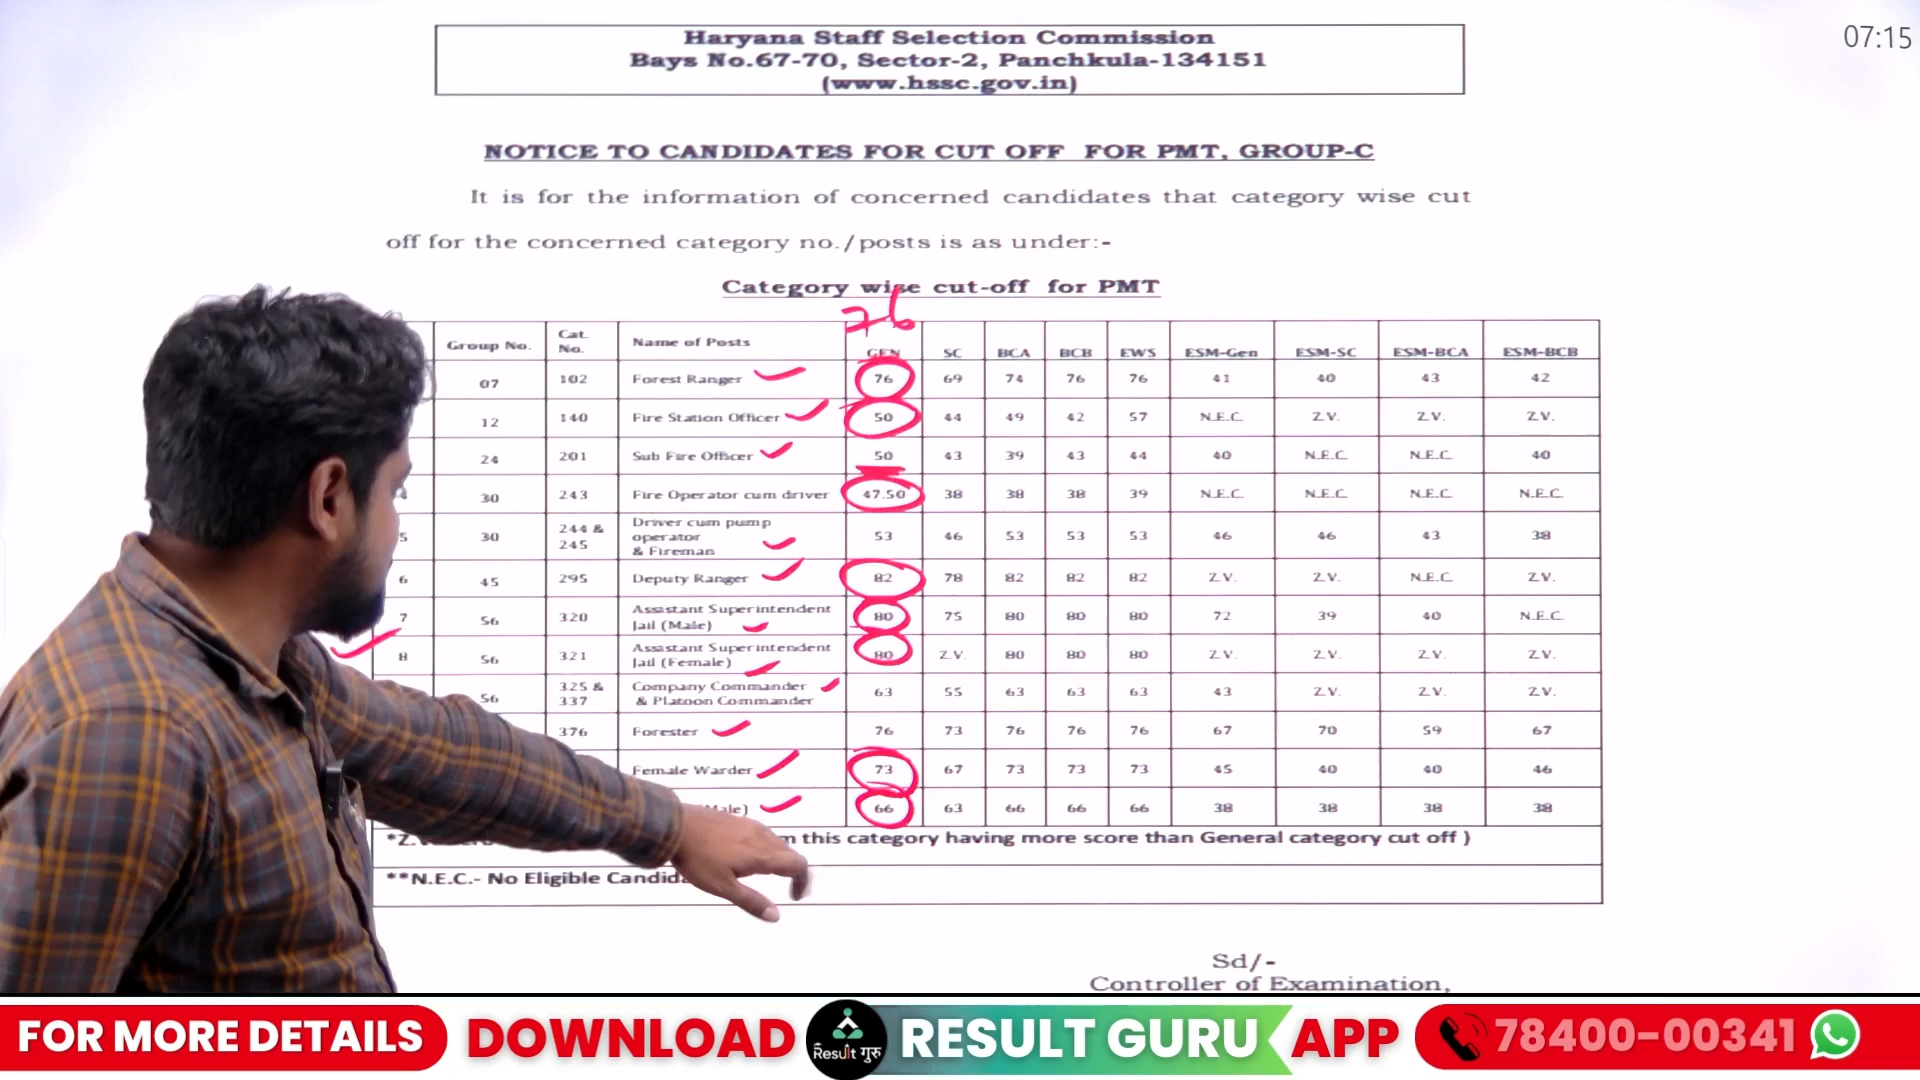 Haryana Staff Selection Commission
Bays No.67-70, Sector-2, Panchkula-134151
(www.hssc.gov.in)
07:15
NOTICE TO CANDIDATES FOR CUT OFF FOR PMT, GROUP-C
It is for the information of concerned candidates that category wise cut
off for the concerned category no./posts is as under:-
Category wise cut-off for PMT
76
Group No. Cat. No. Name of Posts GEN SC BCA BCB EWS ESM-Gen ESM-SC ESM-BCA ESM-BCB
07 102 Forest Ranger 76 69 74 76 76 41 40 43 42
12 140 Fire Station Officer 50 44 49 42 57 N.E.C. Z.V. Z.V. Z.V.
24 201 Sub Fire Officer 50 43 39 43 44 40 N.E.C. N.E.C. 40
4 30 243 Fire Operator cum driver 47.50 38 38 38 39 N.E.C. N.E.C. N.E.C. N.E.C.
5 30 244 & 245 Driver cum pump operator & Fireman 53 46 53 53 53 46 46 43 38
6 45 295 Deputy Ranger 82 78 82 82 82 Z.V. Z.V. N.E.C. Z.V.
7 56 320 Assistant Superintendent Jail (Male) 80 75 80 80 80 72 39 40 N.E.C.
8 56 321 Assistant Superintendent Jail (Female) 80 Z.V. 80 80 80 Z.V. Z.V. Z.V. Z.V.
56 325 & 337 Company Commander & Platoon Commander 63 55 63 63 63 43 Z.V. Z.V. Z.V.
376 Forester 76 73 76 76 76 67 70 59 67
Female Warder 73 67 73 73 73 45 40 40 46
66 63 66 66 66 38 38 38 38
this category having more score than General category cut off )
**N.E.C.- No Eligible
Sd/-
Controller of Examination,
FOR MORE DETAILS DOWNLOAD Result गुरु RESULT GURU APP 78400-00341